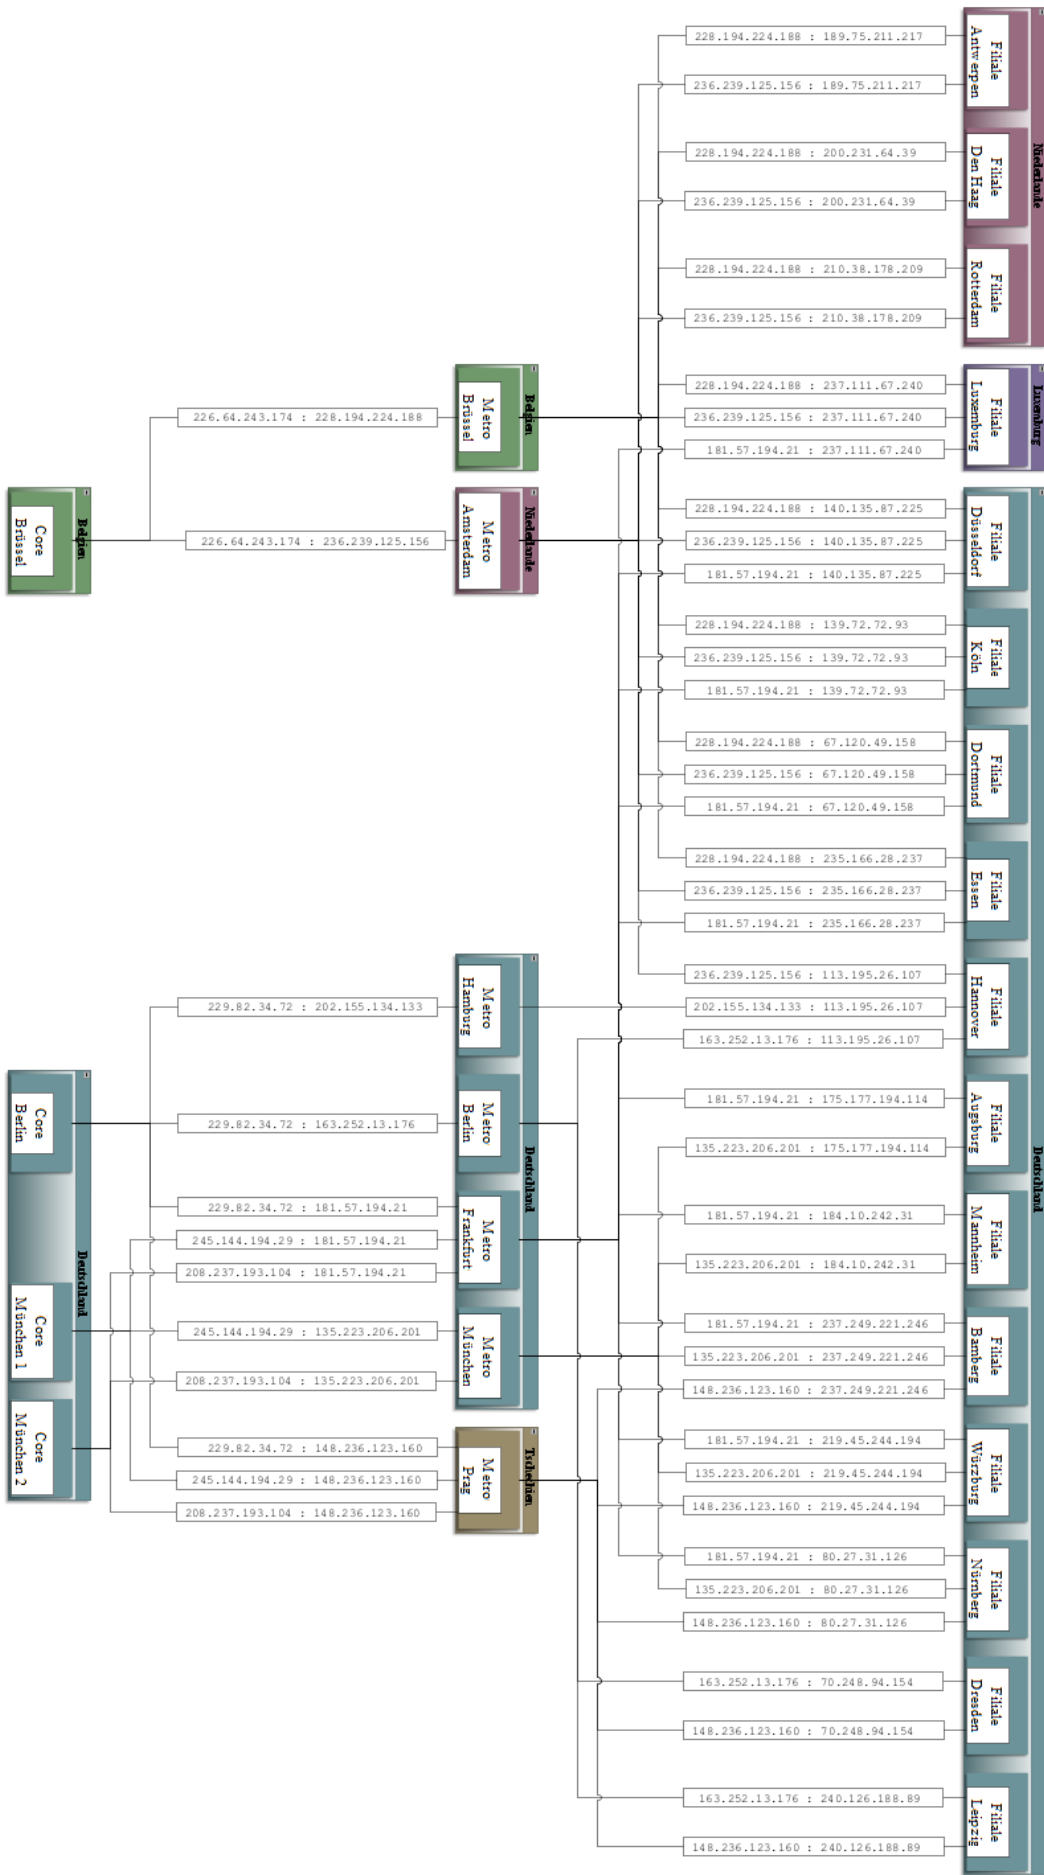 Niederlande
Filiale
Antwerpen
Filiale
Den Haag
Filiale
Rotterdam
Luxemburg
Filiale
Luxemburg
Deutschland
Filiale
Düsseldorf
Filiale
Köln
Filiale
Dortmund
Filiale
Essen
Filiale
Hannover
Filiale
Augsburg
Filiale
Mannheim
Filiale
Bamberg
Filiale
Würzburg
Filiale
Nürnberg
Filiale
Dresden
Filiale
Leipzig
228.194.224.188 : 189.75.211.217
236.239.125.156 : 189.75.211.217
228.194.224.188 : 200.231.64.39
236.239.125.156 : 200.231.64.39
228.194.224.188 : 210.38.178.209
236.239.125.156 : 210.38.178.209
228.194.224.188 : 237.111.67.240
236.239.125.156 : 237.111.67.240
181.57.194.21 : 237.111.67.240
228.194.224.188 : 140.135.87.225
236.239.125.156 : 140.135.87.225
181.57.194.21 : 140.135.87.225
228.194.224.188 : 139.72.72.93
236.239.125.156 : 139.72.72.93
181.57.194.21 : 139.72.72.93
228.194.224.188 : 67.120.49.158
236.239.125.156 : 67.120.49.158
181.57.194.21 : 67.120.49.158
228.194.224.188 : 235.166.28.237
236.239.125.156 : 235.166.28.237
181.57.194.21 : 235.166.28.237
236.239.125.156 : 113.195.26.107
202.155.134.133 : 113.195.26.107
163.252.13.176 : 113.195.26.107
181.57.194.21 : 175.177.194.114
135.223.206.201 : 175.177.194.114
181.57.194.21 : 184.10.242.31
135.223.206.201 : 184.10.242.31
181.57.194.21 : 237.249.221.246
135.223.206.201 : 237.249.221.246
148.236.123.160 : 237.249.221.246
181.57.194.21 : 219.45.244.194
135.223.206.201 : 219.45.244.194
148.236.123.160 : 219.45.244.194
181.57.194.21 : 80.27.31.126
135.223.206.201 : 80.27.31.126
148.236.123.160 : 80.27.31.126
163.252.13.176 : 70.248.94.154
148.236.123.160 : 70.248.94.154
163.252.13.176 : 240.126.188.89
148.236.123.160 : 240.126.188.89
Belgien
Metro
Brüssel
Niederlande
Metro
Amsterdam
Deutschland
Metro
Hamburg
Metro
Berlin
Metro
Frankfurt
Metro
München
Tschechien
Metro
Prag
226.64.243.174 : 228.194.224.188
226.64.243.174 : 236.239.125.156
229.82.34.72 : 202.155.134.133
229.82.34.72 : 163.252.13.176
229.82.34.72 : 181.57.194.21
245.144.194.29 : 181.57.194.21
208.237.193.104 : 181.57.194.21
245.144.194.29 : 135.223.206.201
208.237.193.104 : 135.223.206.201
229.82.34.72 : 148.236.123.160
245.144.194.29 : 148.236.123.160
208.237.193.104 : 148.236.123.160
Belgien
Core
Brüssel
Deutschland
Core
Berlin
Core
München 1
Core
München 2